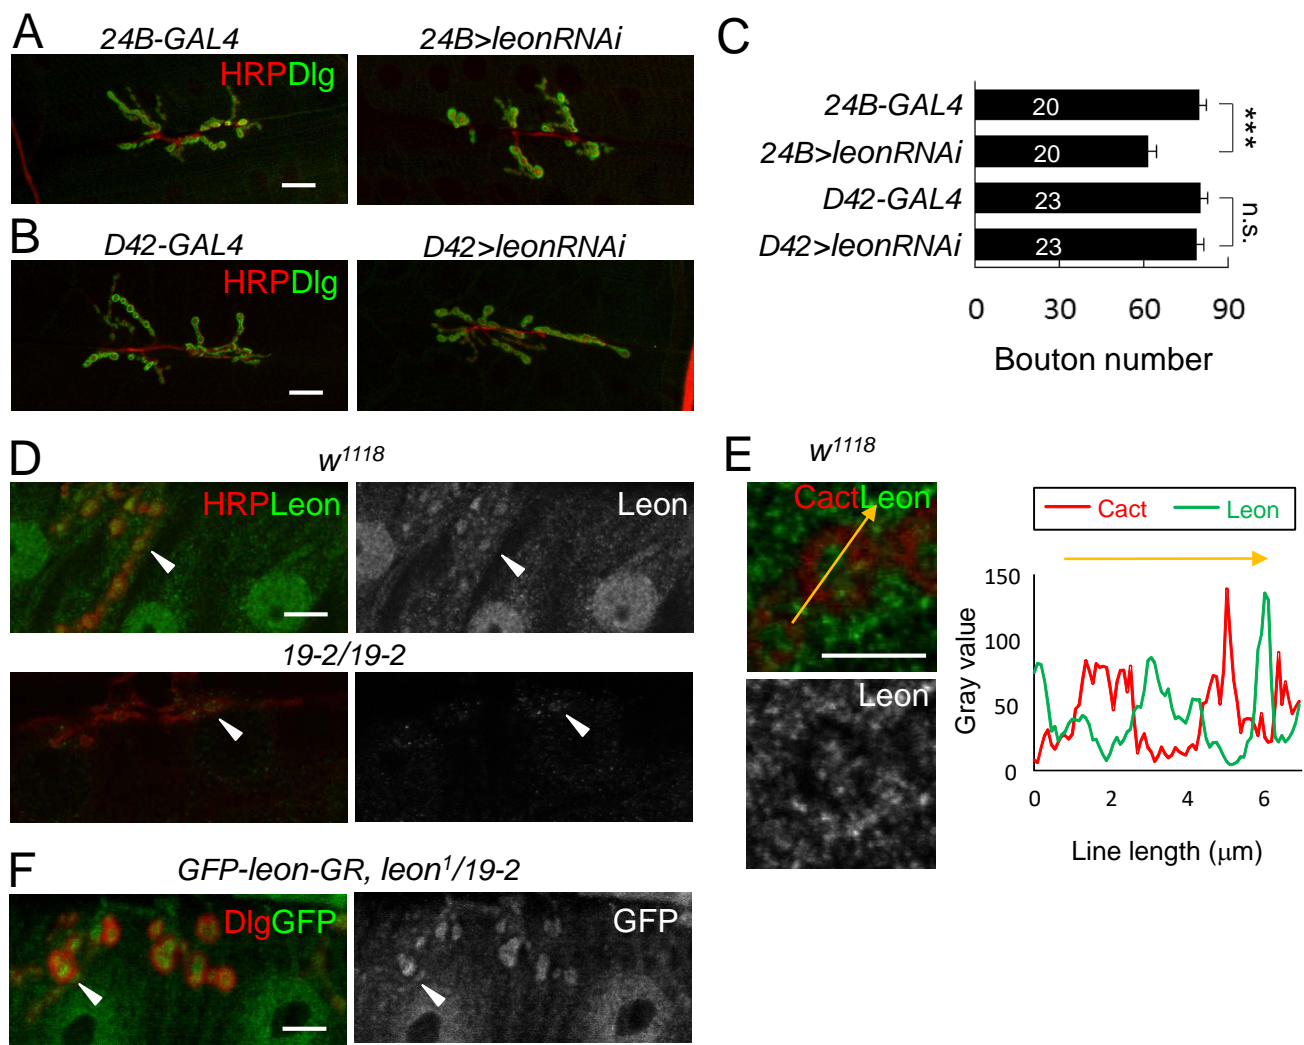 A
24B-GAL4
24B>leonRNAi
HRPDlg
B
D42-GAL4
D42>leonRNAi
HRPDlg
C
24B-GAL4
20
***
24B>leonRNAi
20
D42-GAL4
23
n.s.
D42>leonRNAi
23
0 30 60 90
Bouton number
D
w1118
HRPLeon
Leon
19-2/19-2
E
w1118
CactLeon
Leon
Cact Leon
150
100
50
0
Gray value
0 2 4 6
Line length (μm)
F
GFP-leon-GR, leon1/19-2
DlgGFP
GFP